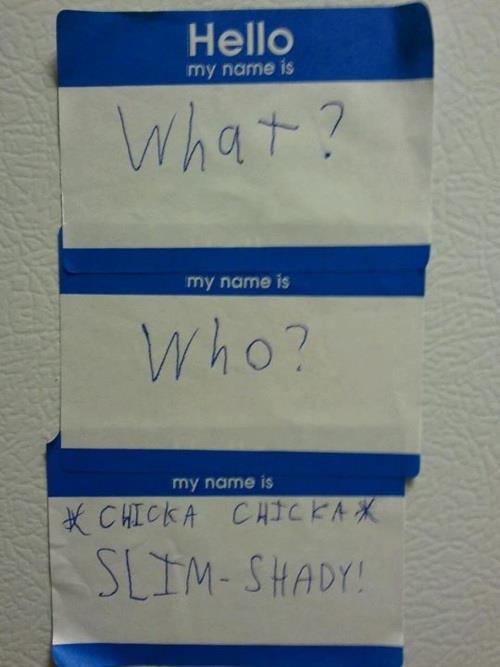 Hello
my name is
What?
my name is
Who?
my name is
*CHICKA CHICKA*
SLIM-SHADY!